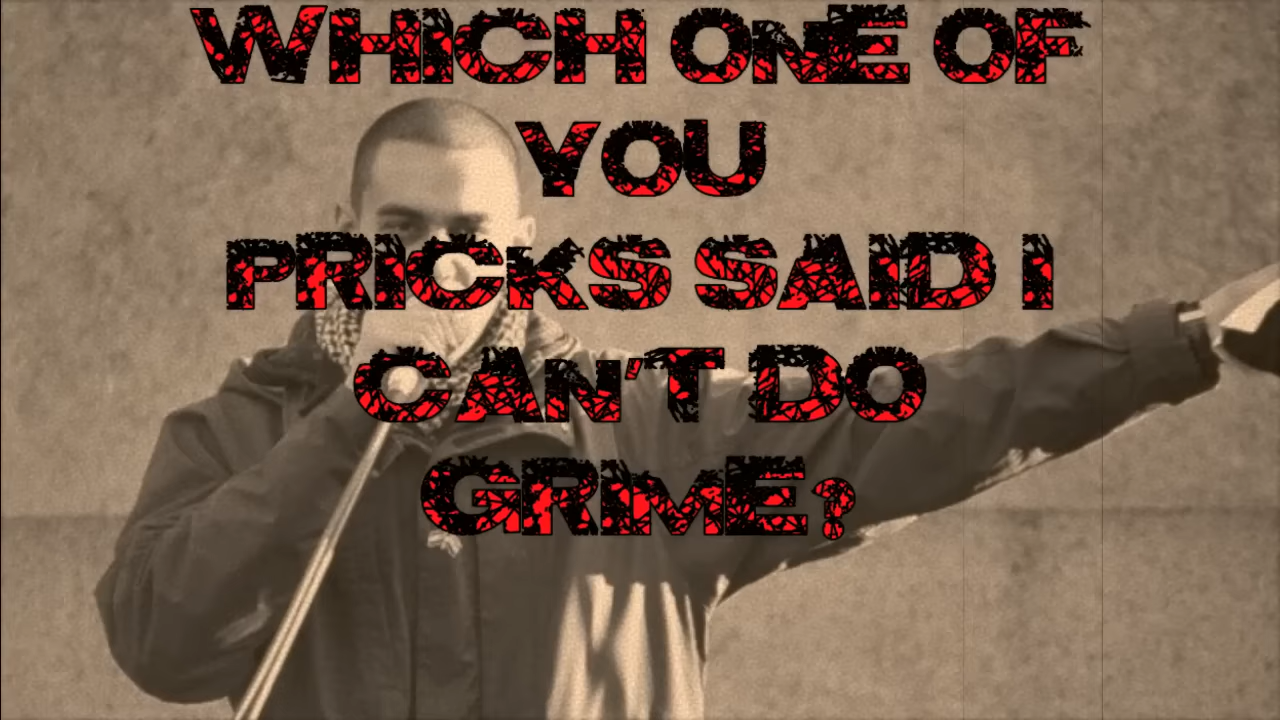 WHICH ONE OF
YOU
PRICKS SAID I
CAN'T DO
GRIME?